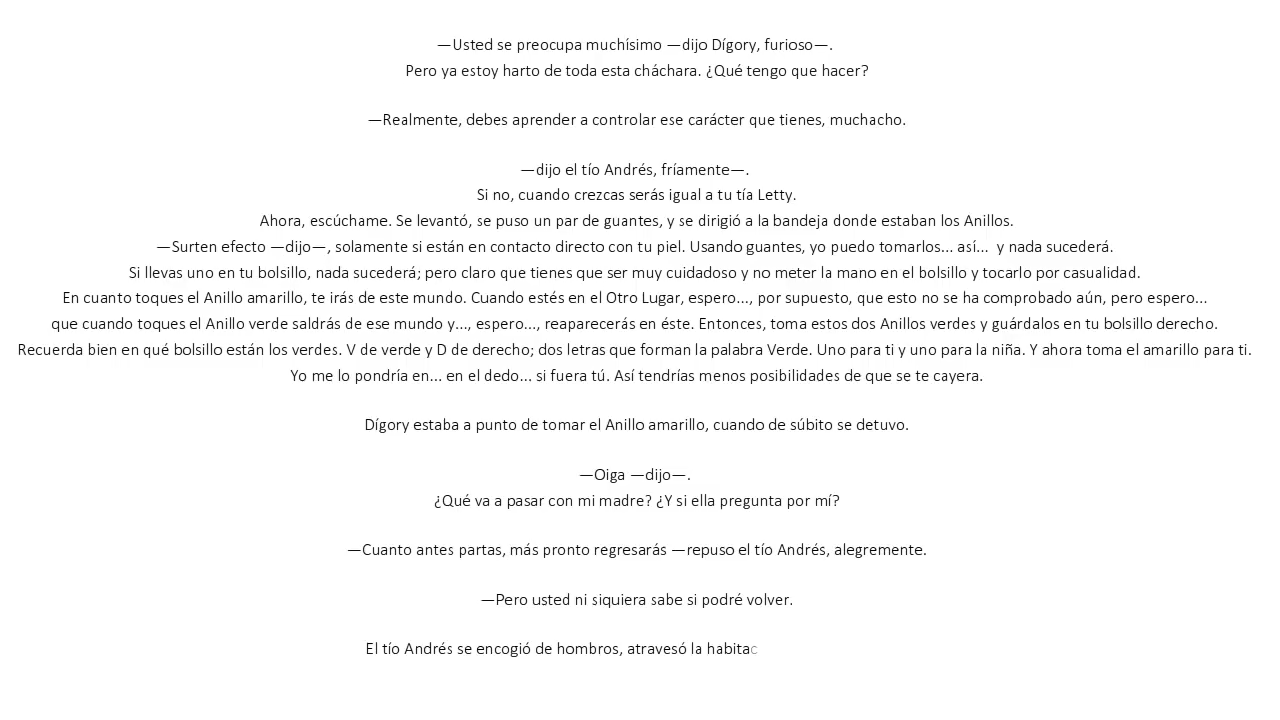 —Usted se preocupa muchísimo —dijo Dígory, furioso—.
Pero ya estoy harto de toda esta cháchara. ¿Qué tengo que hacer?
—Realmente, debes aprender a controlar ese carácter que tienes, muchacho.
—dijo el tío Andrés, fríamente—.
Si no, cuando crezcas serás igual a tu tía Letty.
Ahora, escúchame. Se levantó, se puso un par de guantes, y se dirigió a la bandeja donde estaban los Anillos.
—Surten efecto —dijo—, solamente si están en contacto directo con tu piel. Usando guantes, yo puedo tomarlos... así... y nada sucederá.
Si llevas uno en tu bolsillo, nada sucederá; pero claro que tienes que ser muy cuidadoso y no meter la mano en el bolsillo y tocarlo por casualidad.
En cuanto toques el Anillo amarillo, te irás de este mundo. Cuando estés en el Otro Lugar, espero..., por supuesto, que esto no se ha comprobado aún, pero espero...
que cuando toques el Anillo verde saldrás de ese mundo y..., espero..., reaparecerás en éste. Entonces, toma estos dos Anillos verdes y guárdalos en tu bolsillo derecho.
Recuerda bien en qué bolsillo están los verdes. V de verde y D de derecho; dos letras que forman la palabra Verde. Uno para ti y uno para la niña. Y ahora toma el amarillo para ti.
Yo me lo pondría en... en el dedo... si fuera tú. Así tendrías menos posibilidades de que se te cayera.
Dígory estaba a punto de tomar el Anillo amarillo, cuando de súbito se detuvo.
—Oiga —dijo—.
¿Qué va a pasar con mi madre? ¿Y si ella pregunta por mí?
—Cuanto antes partas, más pronto regresarás —repuso el tío Andrés, alegremente.
—Pero usted ni siquiera sabe si podré volver.
El tío Andrés se encogió de hombros, atravesó la habitac